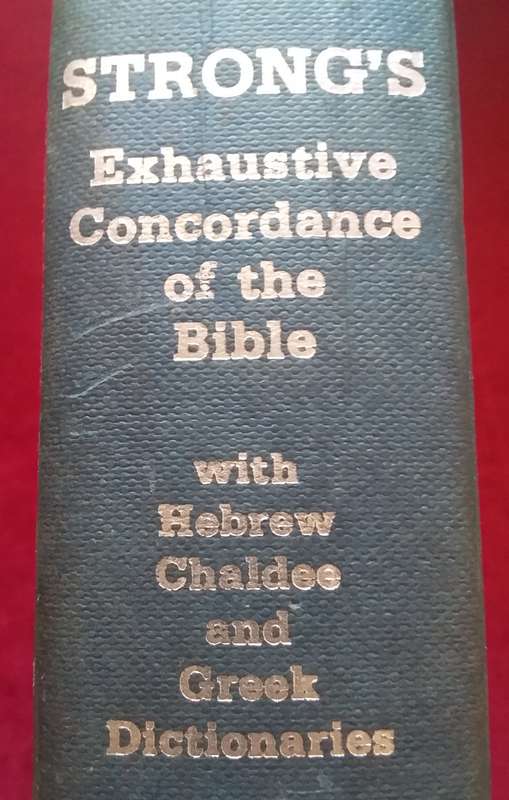 STRONG'S
Exhaustive
Concordance
of the
Bible
with
Hebrew
Chaldee
and
Greek
Dictionaries